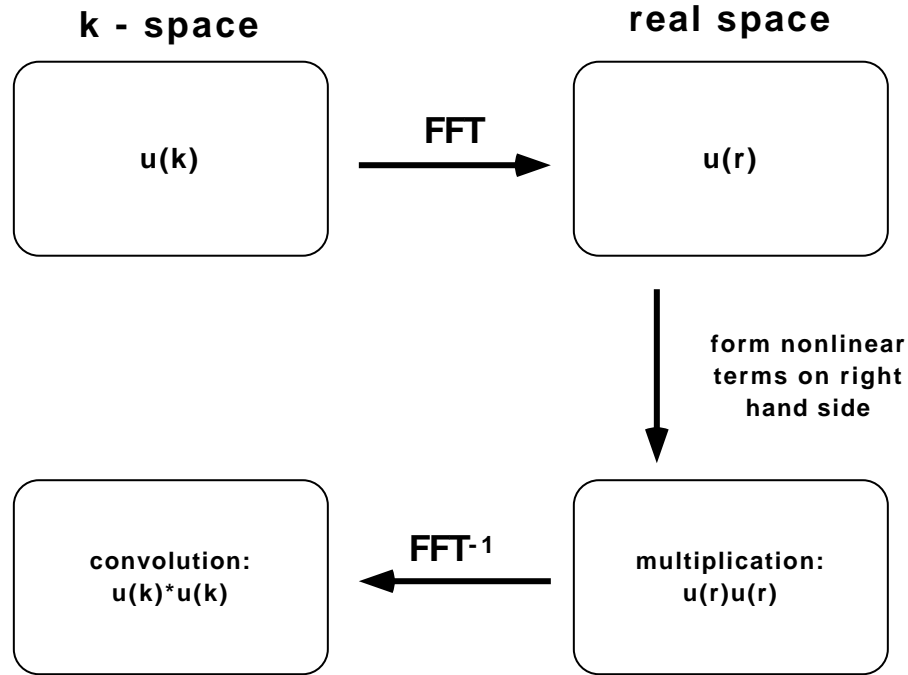 k - space
real space
u(k)
FFT
u(r)
form nonlinear
terms on right
hand side
convolution:
u(k)*u(k)
FFT-1
multiplication:
u(r)u(r)